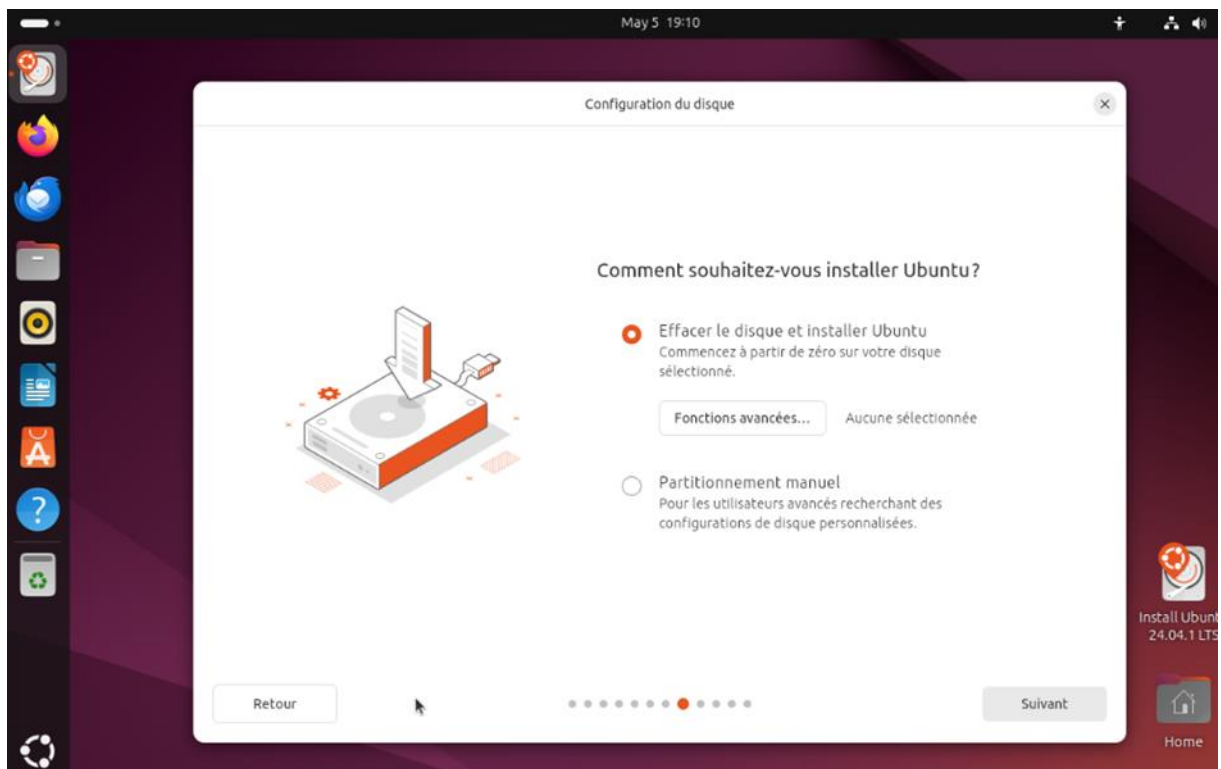 May 5 19:10
Configuration du disque
Comment souhaitez-vous installer Ubuntu ?
Effacer le disque et installer Ubuntu
Commencez à partir de zéro sur votre disque
sélectionné.
Fonctions avancées...
Aucune sélectionnée
Partitionnement manuel
Pour les utilisateurs avancés recherchant des
configurations de disque personnalisées.
Install Ubunt
24.04.1 LTS
Retour
Suivant
Home